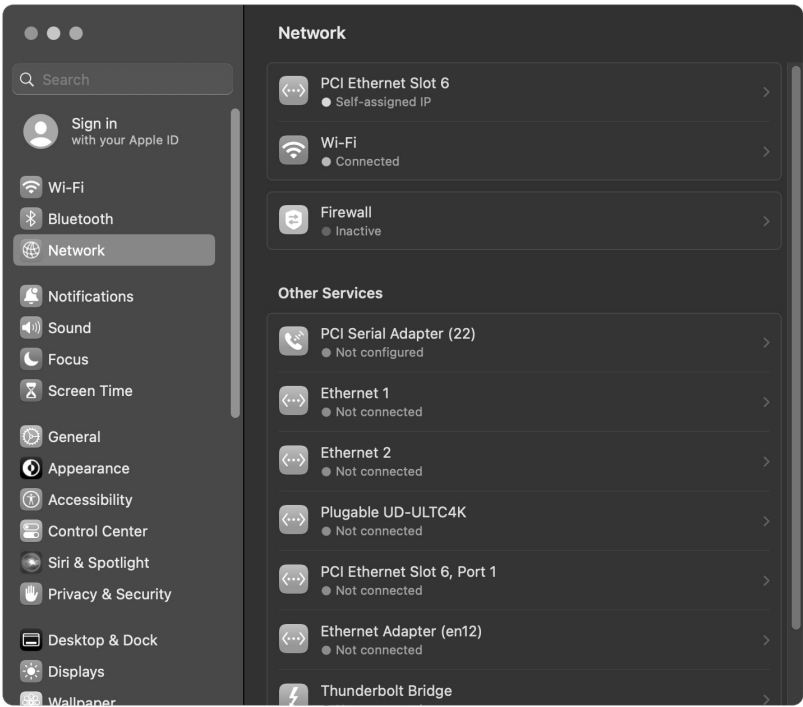 Search
Sign in
with your Apple ID
Wi-Fi
Bluetooth
Network
Notifications
Sound
Focus
Screen Time
General
Appearance
Accessibility
Control Center
Siri & Spotlight
Privacy & Security
Desktop & Dock
Displays
Wallpaper
Network
PCI Ethernet Slot 6
Self-assigned IP
Wi-Fi
Connected
Firewall
Inactive
Other Services
PCI Serial Adapter (22)
Not configured
Ethernet 1
Not connected
Ethernet 2
Not connected
Plugable UD-ULTC4K
Not connected
PCI Ethernet Slot 6, Port 1
Not connected
Ethernet Adapter (en12)
Not connected
Thunderbolt Bridge